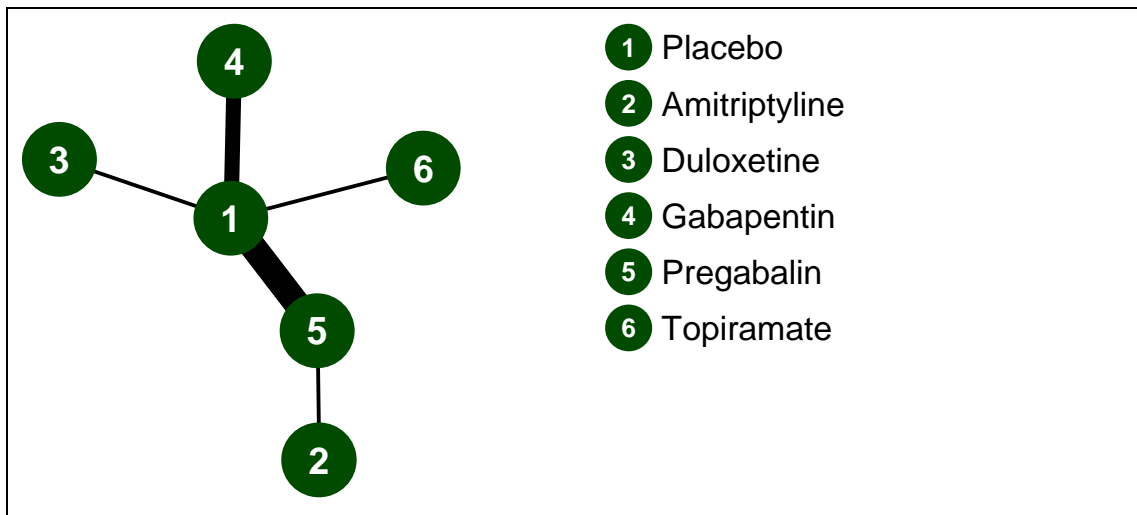 4
3
6
1
5
2
1 Placebo
2 Amitriptyline
3 Duloxetine
4 Gabapentin
5 Pregabalin
6 Topiramate